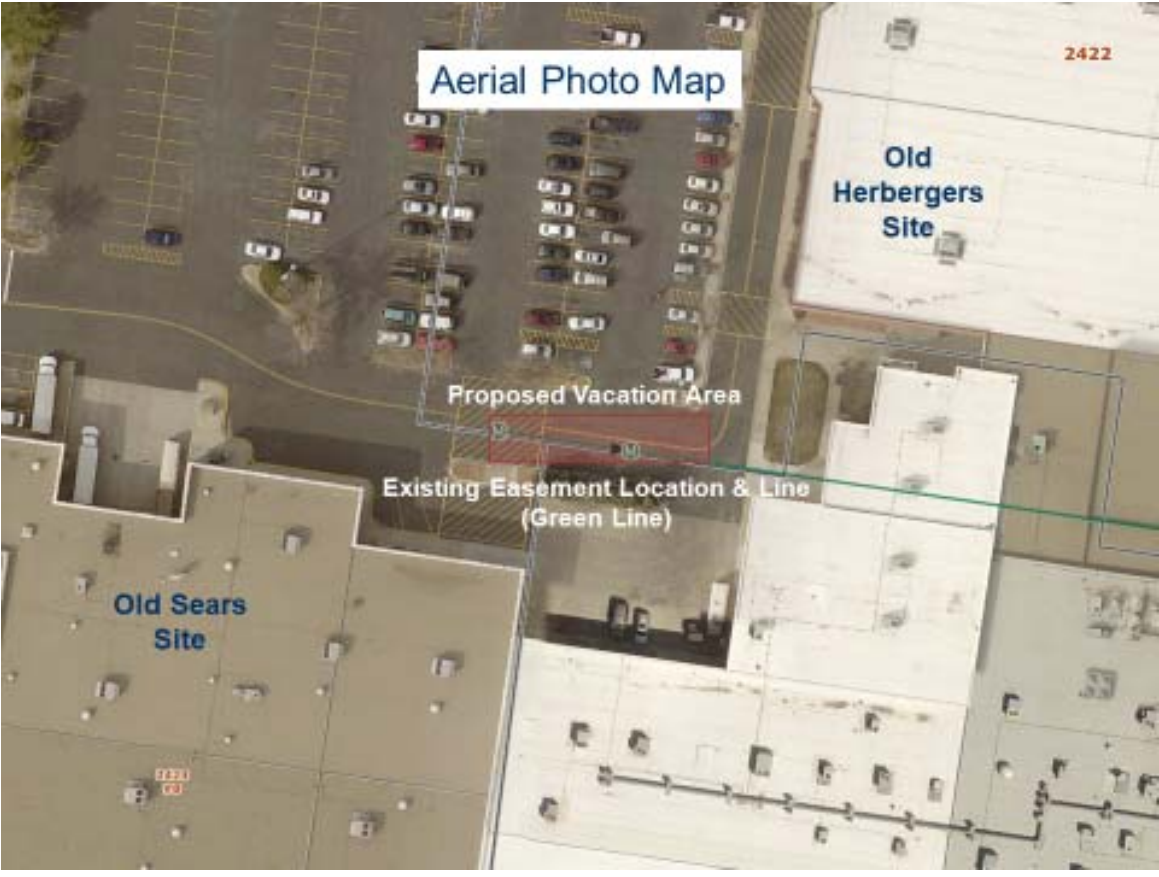 Aerial Photo Map
2422
Old
Herbergers
Site
Proposed Vacation Area
M
M
Existing Easement Location & Line
(Green Line)
Old Sears
Site